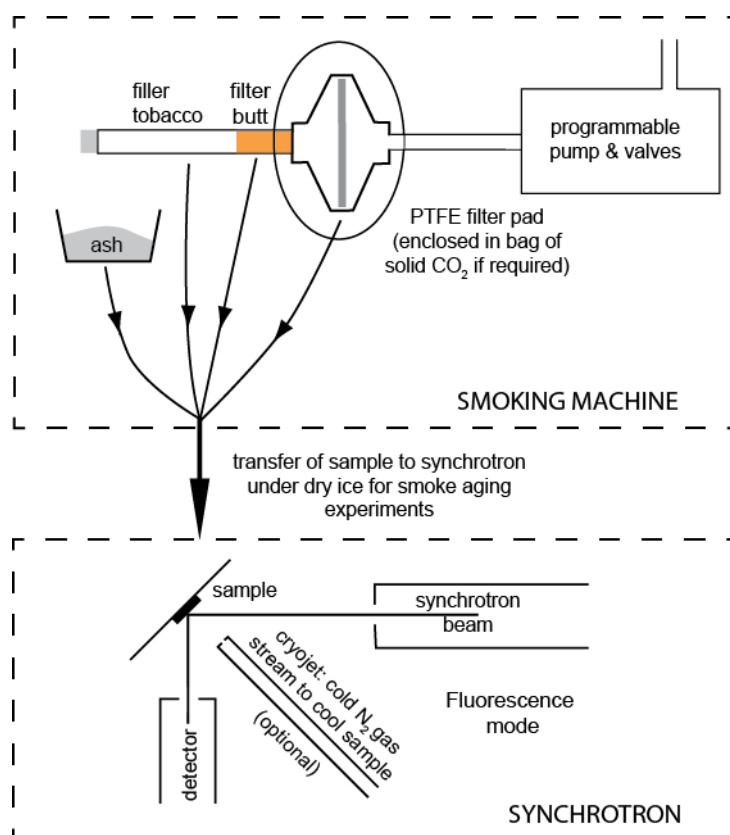 filler
tobacco
filter
butt
programmable
pump & valves
PTFE filter pad
(enclosed in bag of
solid CO₂ if required)
ash
SMOKING MACHINE
transfer of sample to synchrotron
under dry ice for smoke aging
experiments
sample
synchrotron
beam
cryojet: cold N₂ gas
stream to cool sample
(optional)
Fluorescence
mode
detector
SYNCHROTRON